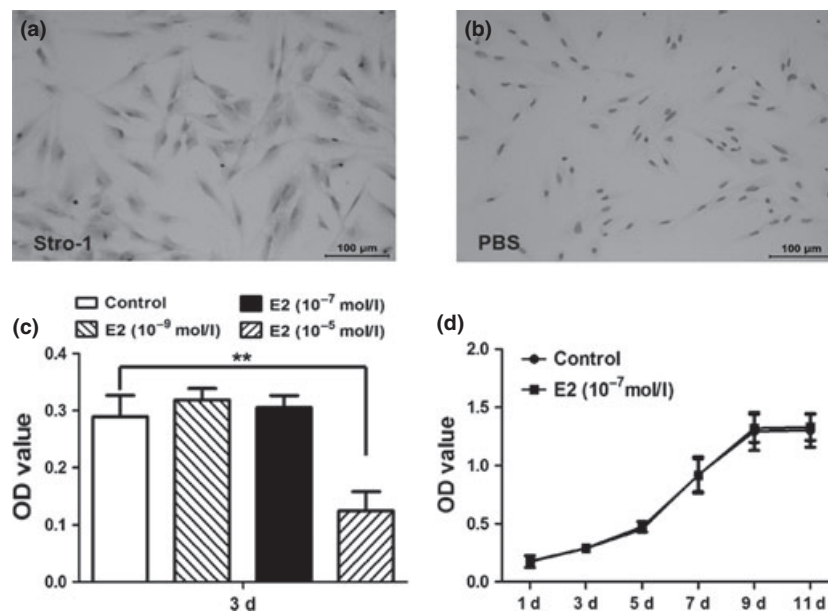 (a)
Stro-1
100 µm
(b)
PBS
100 µm
(c)
Control
E2 (10⁻⁷ mol/l)
E2 (10⁻⁹ mol/l)
E2 (10⁻⁵ mol/l)
**
OD value
0.4
0.3
0.2
0.1
0.0
3 d
(d)
Control
E2 (10⁻⁷mol/l)
OD value
2.0
1.5
1.0
0.5
0.0
1 d 3 d 5 d 7 d 9 d 11 d